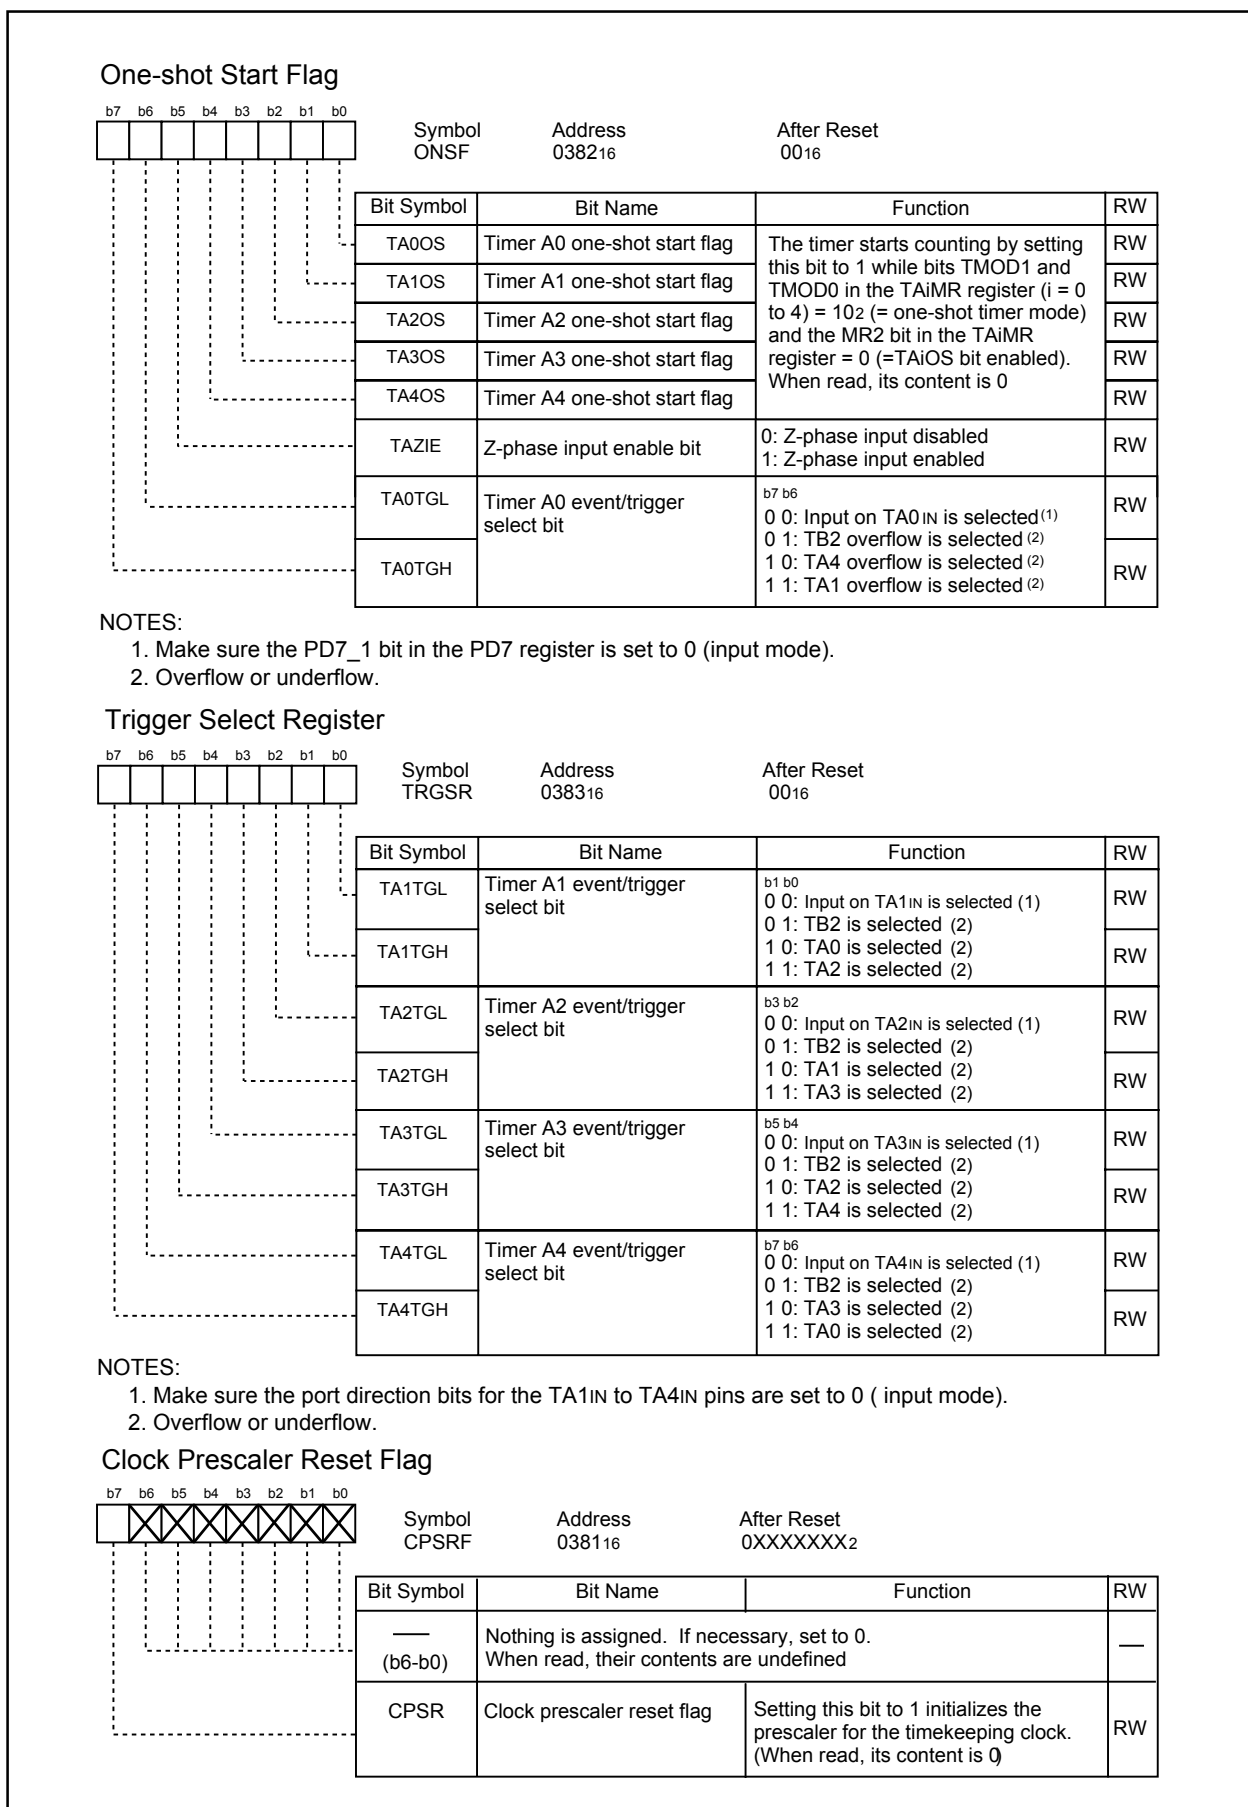 One-shot Start Flag
b7 b6 b5 b4 b3 b2 b1 b0
Symbol Address After Reset
ONSF 038216 0016
Bit Symbol Bit Name Function RW
TA0OS Timer A0 one-shot start flag RW
TA1OS Timer A1 one-shot start flag RW
TA2OS Timer A2 one-shot start flag RW
TA3OS Timer A3 one-shot start flag RW
TA4OS Timer A4 one-shot start flag RW
The timer starts counting by setting
this bit to 1 while bits TMOD1 and
TMOD0 in the TAiMR register (i = 0
to 4) = 102 (= one-shot timer mode)
and the MR2 bit in the TAiMR
register = 0 (=TAiOS bit enabled).
When read, its content is 0
TAZIE Z-phase input enable bit RW
0: Z-phase input disabled
1: Z-phase input enabled
TA0TGL Timer A0 event/trigger RW
select bit
TA0TGH RW
b7 b6
0 0: Input on TA0IN is selected (1)
0 1: TB2 overflow is selected (2)
1 0: TA4 overflow is selected (2)
1 1: TA1 overflow is selected (2)
NOTES:
1. Make sure the PD7_1 bit in the PD7 register is set to 0 (input mode).
2. Overflow or underflow.
Trigger Select Register
b7 b6 b5 b4 b3 b2 b1 b0
Symbol Address After Reset
TRGSR 038316 0016
Bit Symbol Bit Name Function RW
TA1TGL Timer A1 event/trigger RW
select bit
TA1TGH RW
b1 b0
0 0: Input on TA1IN is selected (1)
0 1: TB2 is selected (2)
1 0: TA0 is selected (2)
1 1: TA2 is selected (2)
TA2TGL Timer A2 event/trigger RW
select bit
TA2TGH RW
b3 b2
0 0: Input on TA2IN is selected (1)
0 1: TB2 is selected (2)
1 0: TA1 is selected (2)
1 1: TA3 is selected (2)
TA3TGL Timer A3 event/trigger RW
select bit
TA3TGH RW
b5 b4
0 0: Input on TA3IN is selected (1)
0 1: TB2 is selected (2)
1 0: TA2 is selected (2)
1 1: TA4 is selected (2)
TA4TGL Timer A4 event/trigger RW
select bit
TA4TGH RW
b7 b6
0 0: Input on TA4IN is selected (1)
0 1: TB2 is selected (2)
1 0: TA3 is selected (2)
1 1: TA0 is selected (2)
NOTES:
1. Make sure the port direction bits for the TA1IN to TA4IN pins are set to 0 ( input mode).
2. Overflow or underflow.
Clock Prescaler Reset Flag
b7 b6 b5 b4 b3 b2 b1 b0
Symbol Address After Reset
CPSRF 038116 0XXXXXXX2
Bit Symbol Bit Name Function RW
— Nothing is assigned. If necessary, set to 0. —
(b6-b0) When read, their contents are undefined
CPSR Clock prescaler reset flag RW
Setting this bit to 1 initializes the
prescaler for the timekeeping clock.
(When read, its content is 0)